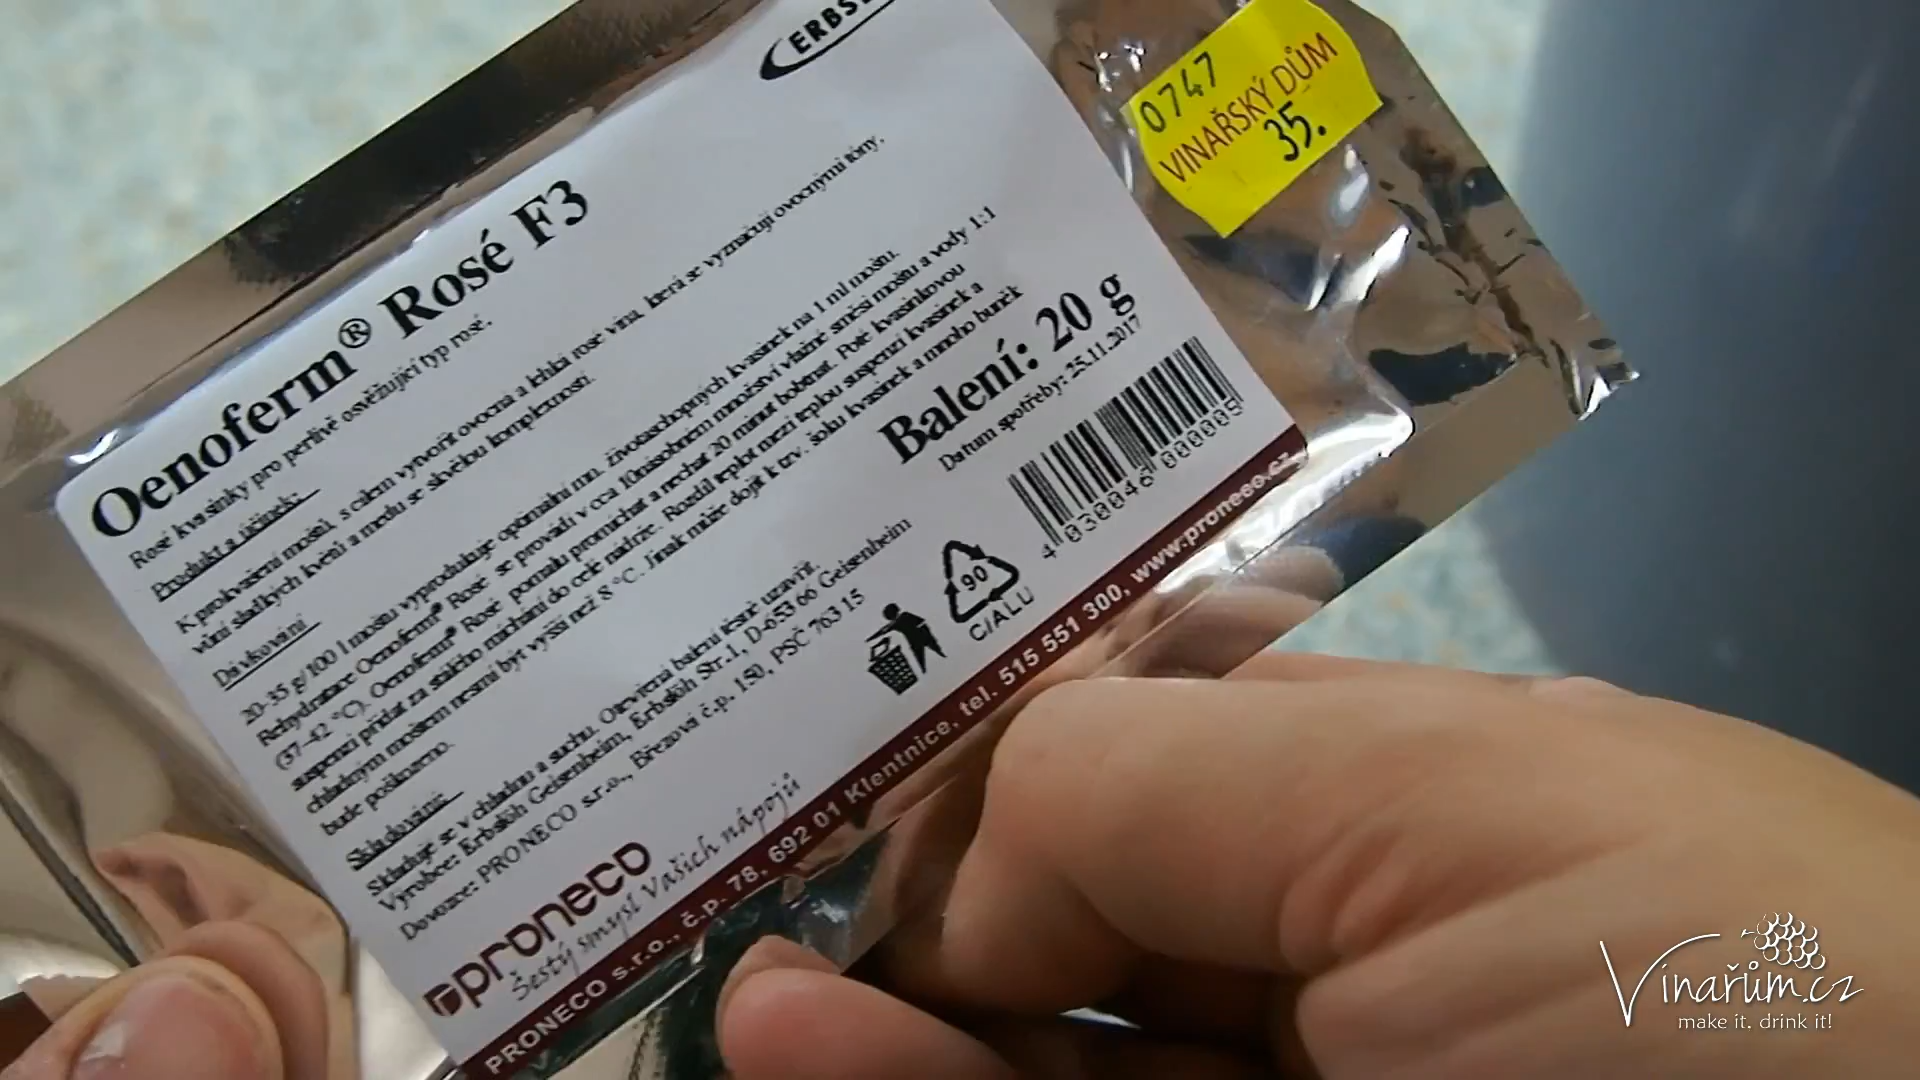 ERBS
0747
VINAŘSKÝ DŮM
35.
Oenoferm® Rosé F3
Rosé kvasinky pro perlivě osvěžující typ rosé.
Produkt a účinek:
K prokvašení moštů, s cílem vytvořit ovocná a lehká rosé vína, která se vyznačují ovocnými tóny,
vůní sladkých květů a medu se skvělou komplexností.
Dávkování
20-35 g/100 l moštu vyprodukuje optimální mn. životaschopných kvasinek na 1 ml moštu.
Rehydratace Oenoferm® Rosé se provádí v cca 10násobném množství vlažné směsi moštu a vody 1:1
(37-42 °C). Oenoferm® Rosé pomalu promíchat a nechat 20 minut bobtnat. Poté kvasinkovou
suspenzi přidat za stálého míchání do celé nádrže. Rozdíl teplot mezi teplou suspenzí kvasinek a
chladným moštem nesmí být vyšší než 8 °C. Jinak může dojít k tzv. šoku kvasinek a mnoho buněk
bude poškozeno.
Balení: 20 g
Datum spotřeby: 25.11.2017
4 030046 000005
Skladování:
Skladuje se v chladnu a suchu. Otevřená balení těsně uzavřít.
Výrobce: Erbslöh Geisenheim, Erbslöh Str.1, D-653 66 Geisenheim
Dovozce: PRONECO s.r.o., Březová č.p. 150, PSČ 763 15
90
C/ALU
proneco
Šestý smysl Vašich nápojů
PRONECO s.r.o., č.p. 78, 692 01 Klentnice, tel. 515 551 300, www.proneco.cz
Vinařům.cz
make it. drink it!